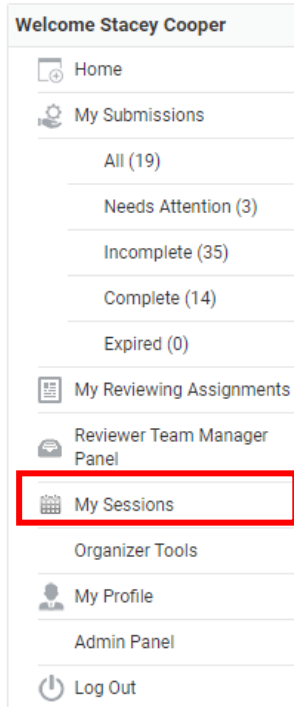 Welcome Stacey Cooper
Home
My Submissions
All (19)
Needs Attention (3)
Incomplete (35)
Complete (14)
Expired (0)
My Reviewing Assignments
Reviewer Team Manager
Panel
My Sessions
Organizer Tools
My Profile
Admin Panel
Log Out